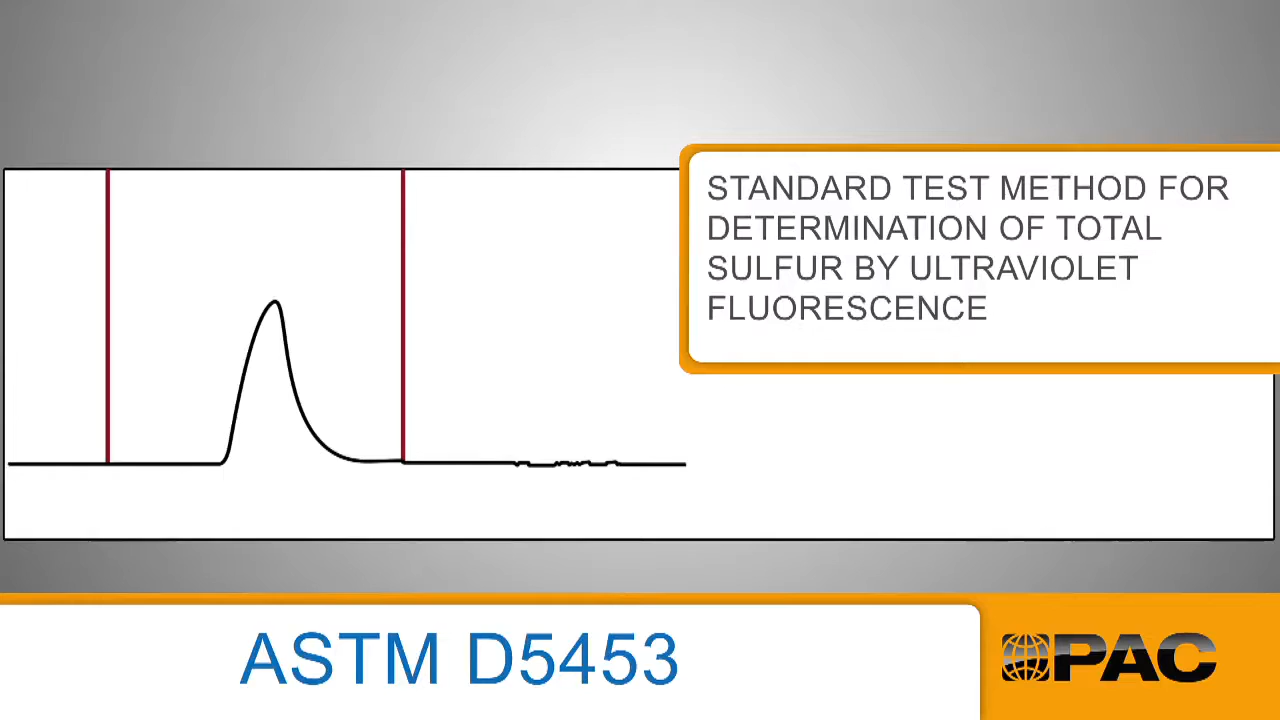 STANDARD TEST METHOD FOR
DETERMINATION OF TOTAL
SULFUR BY ULTRAVIOLET
FLUORESCENCE
ASTM D5453
PAC